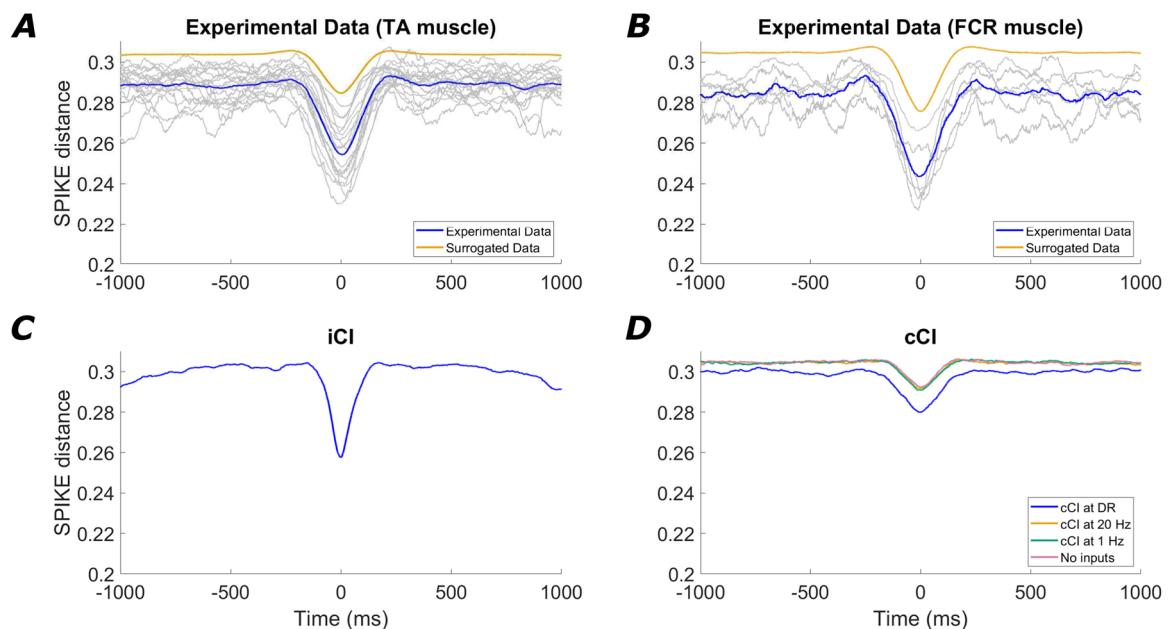 A
Experimental Data (TA muscle)
SPIKE distance
0.3
0.28
0.26
0.24
0.22
0.2
-1000
-500
0
500
1000
Experimental Data
Surrogated Data
B
Experimental Data (FCR muscle)
0.3
0.28
0.26
0.24
0.22
0.2
-1000
-500
0
500
1000
Experimental Data
Surrogated Data
C
iCI
SPIKE distance
0.3
0.28
0.26
0.24
0.22
0.2
-1000
-500
0
500
1000
Time (ms)
D
cCI
0.3
0.28
0.26
0.24
0.22
0.2
-1000
-500
0
500
1000
Time (ms)
cCI at DR
cCI at 20 Hz
cCI at 1 Hz
No inputs